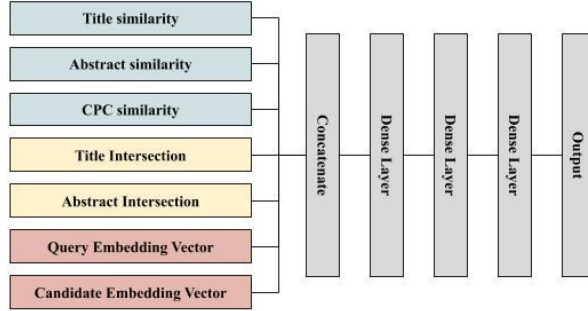 Title similarity
Abstract similarity
CPC similarity
Title Intersection
Abstract Intersection
Query Embedding Vector
Candidate Embedding Vector
Concatenate
Dense Layer
Dense Layer
Dense Layer
Output